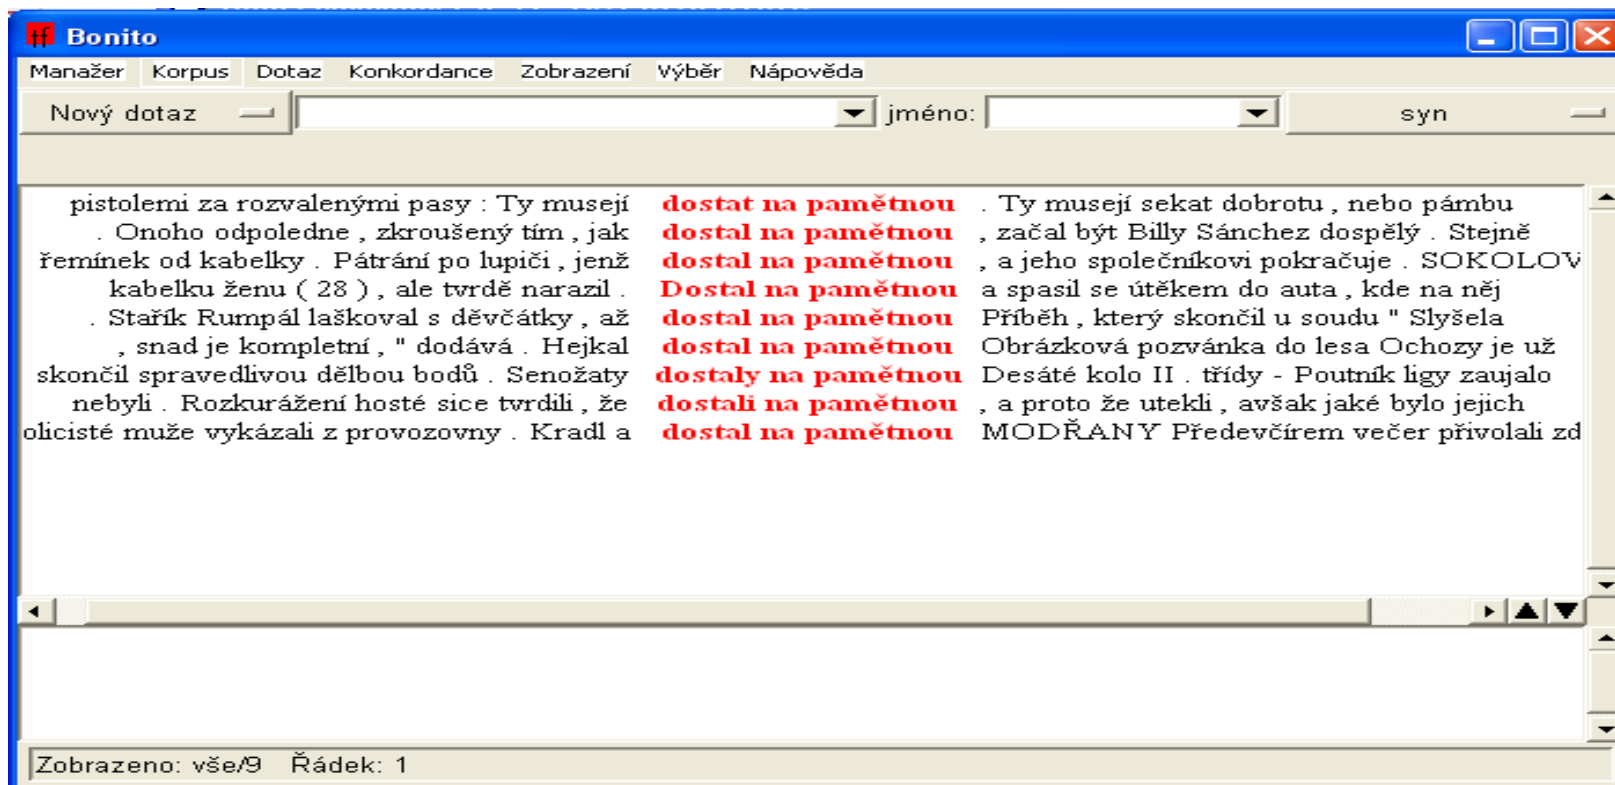 Bonito
Manažer Korpus Dotaz Konkordance Zobrazení Výběr Nápověda
Nový dotaz jméno: syn
pistolemi za rozvalenými pasy : Ty musejí dostat na pamětnou . Ty musejí sekat dobrotu , nebo pámbu
. Onoho odpoledne , zkroušený tím , jak dostal na pamětnou , začal být Billy Sánchez dospělý . Stejně
řemínek od kabelky . Pátrání po lupiči , jenž dostal na pamětnou , a jeho společníkovi pokračuje . SOKOLOV
kabelku ženu ( 28 ) , ale tvrdě narazil . Dostal na pamětnou a spasil se útěkem do auta , kde na něj
. Stařík Rumpál laškoval s děvčátky , až dostal na pamětnou Příběh , který skončil u soudu " Slyšela
, snad je kompletní , " dodává . Hejkal dostal na pamětnou Obrázková pozvánka do lesa Ochozy je už
skončil spravedlivou dělbou bodů . Senožaty dostaly na pamětnou Desáté kolo II . třídy - Poutník ligy zaujalo
nebyli . Rozkurážení hosté sice tvrdili , že dostali na pamětnou , a proto že utekli , avšak jaké bylo jejich
olicisté muže vykázali z provozovny . Kradl a dostal na pamětnou MODŘANY Předevčírem večer přivolali zd
Zobrazeno: vše/9 Řádek: 1